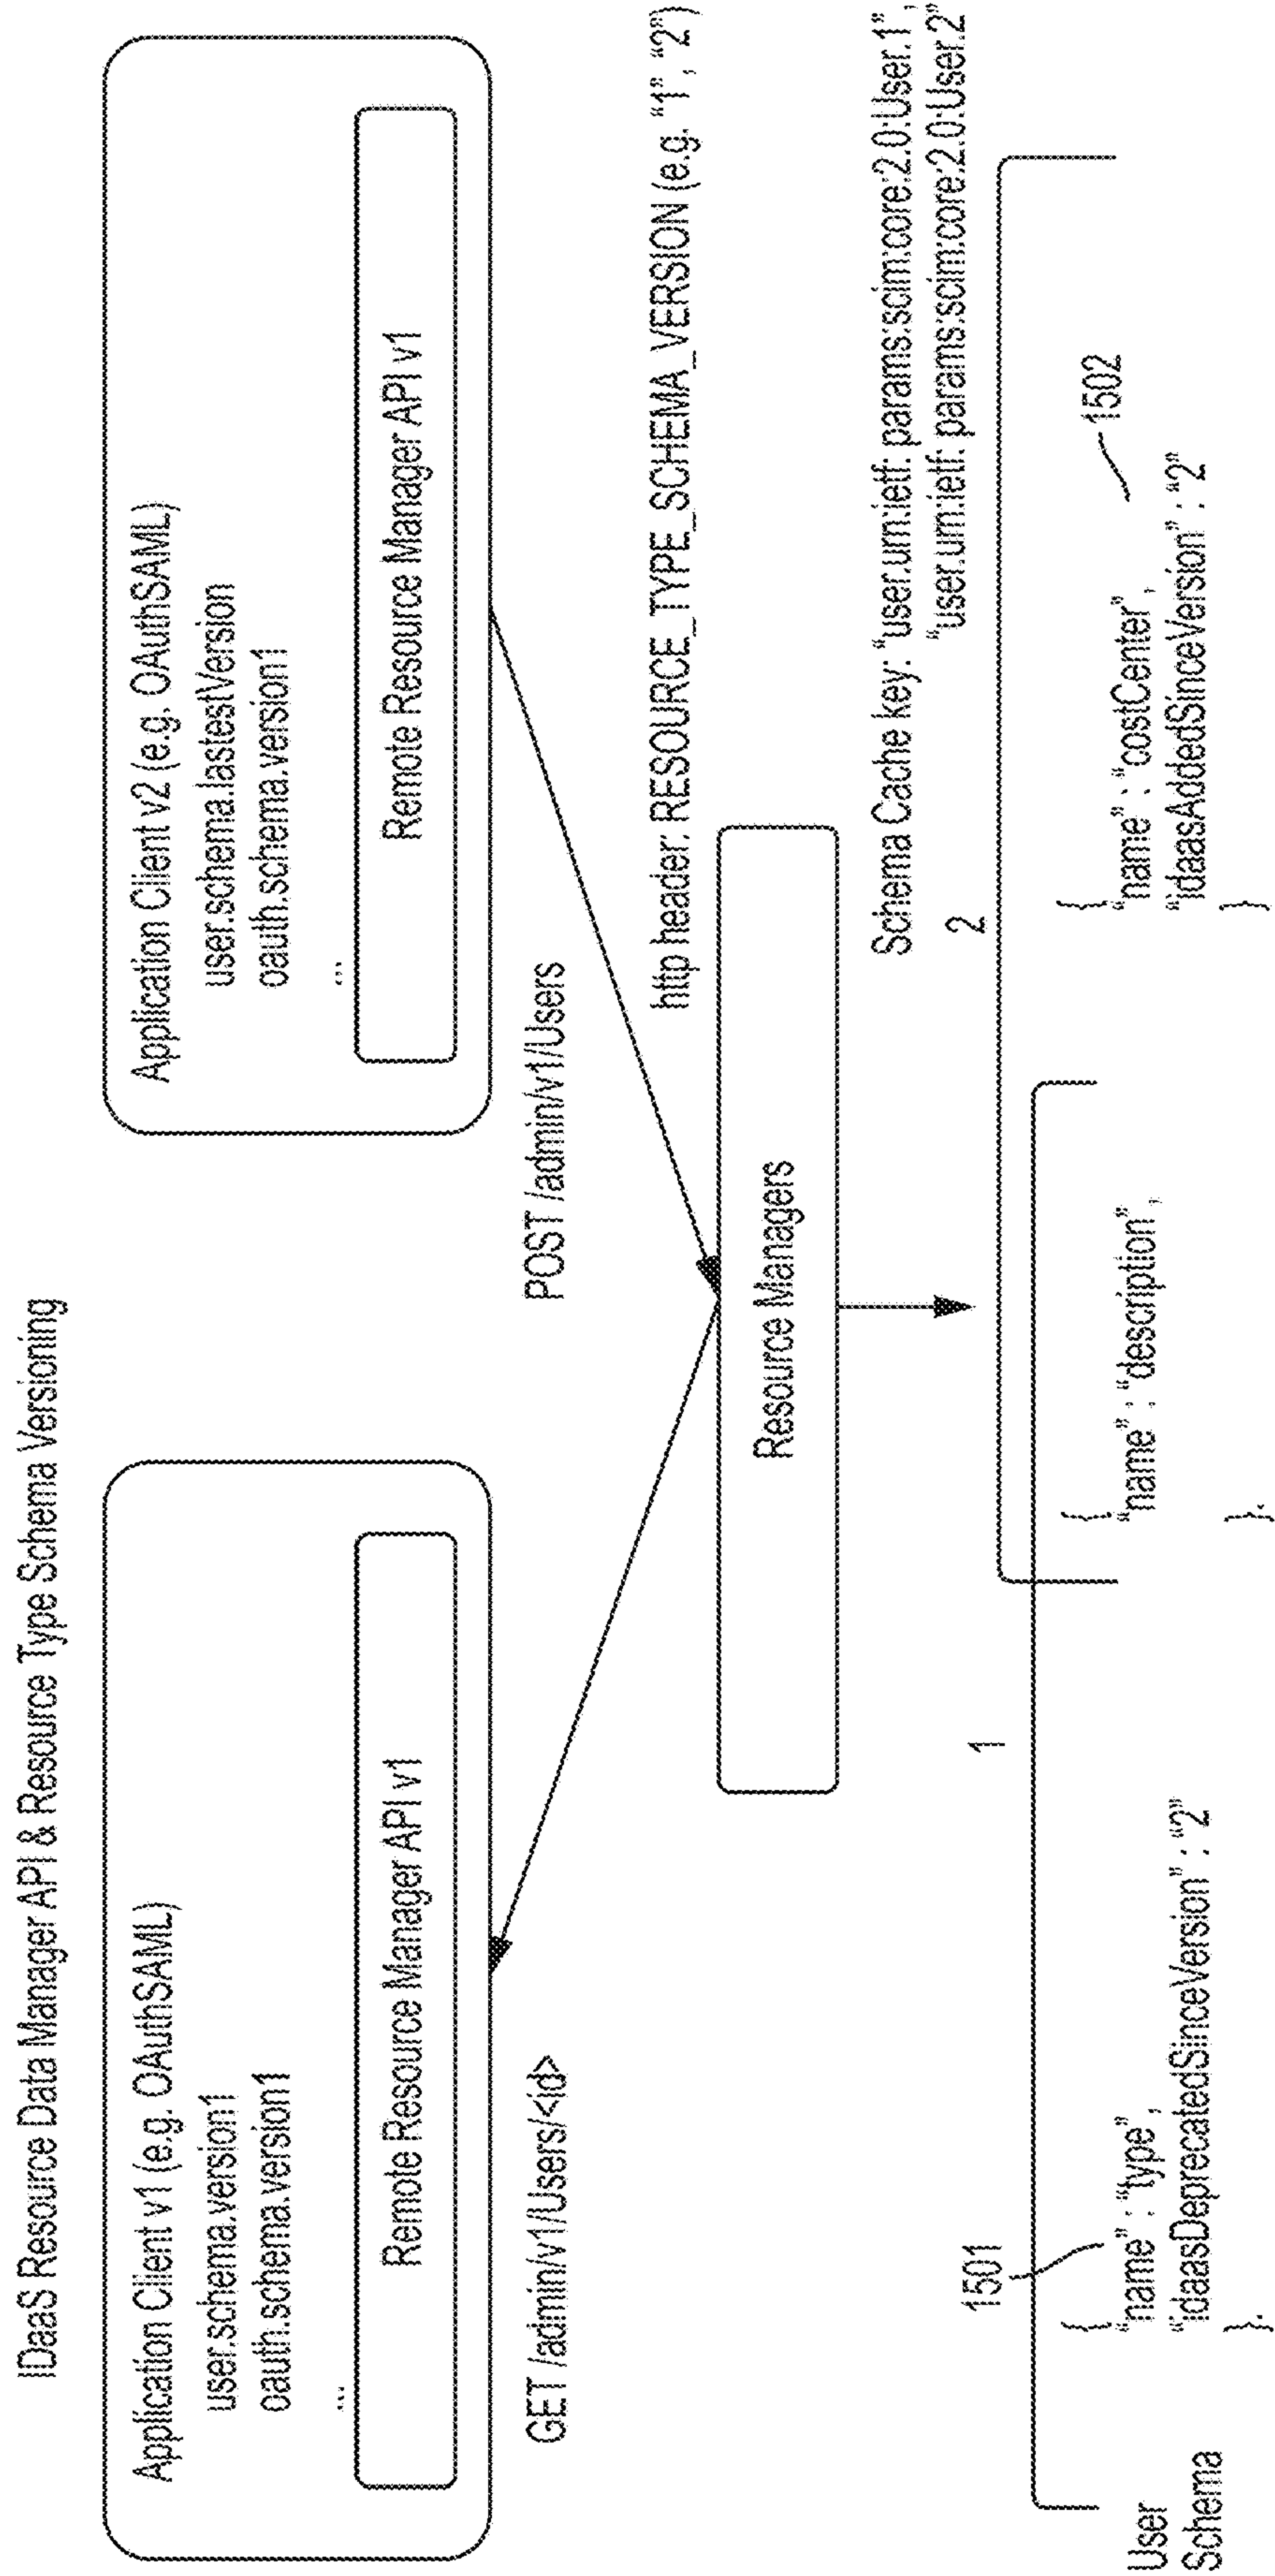 IDaaS Resource Data Manager API & Resource Type Schema Versioning
Application Client v1 (e.g. OAuthSAML)
user.schema.version1
oauth.schema.version1
...
Remote Resource Manager API v1
Application Client v2 (e.g. OAuthSAML)
user.schema.lastestVersion
oauth.schema.version1
...
Remote Resource Manager API v1
GET /admin/v1/Users/<id>
POST /admin/v1/Users
http header: RESOURCE_TYPE_SCHEMA_VERSION (e.g. “1”, “2”)
Resource Managers
Schema Cache key: “user.urn:ietf: params:scim:core:2.0:User.1”,
“user.urn:ietf: params:scim:core:2.0:User.2”
1
2
User
Schema
1501
{
“name” : “type”,
“idaasDeprecatedSinceVersion” : “2”
},
{
“name” : “description”,
},
1502
{
“name” : “costCenter”,
“idaasAddedSinceVersion” : “2”
}